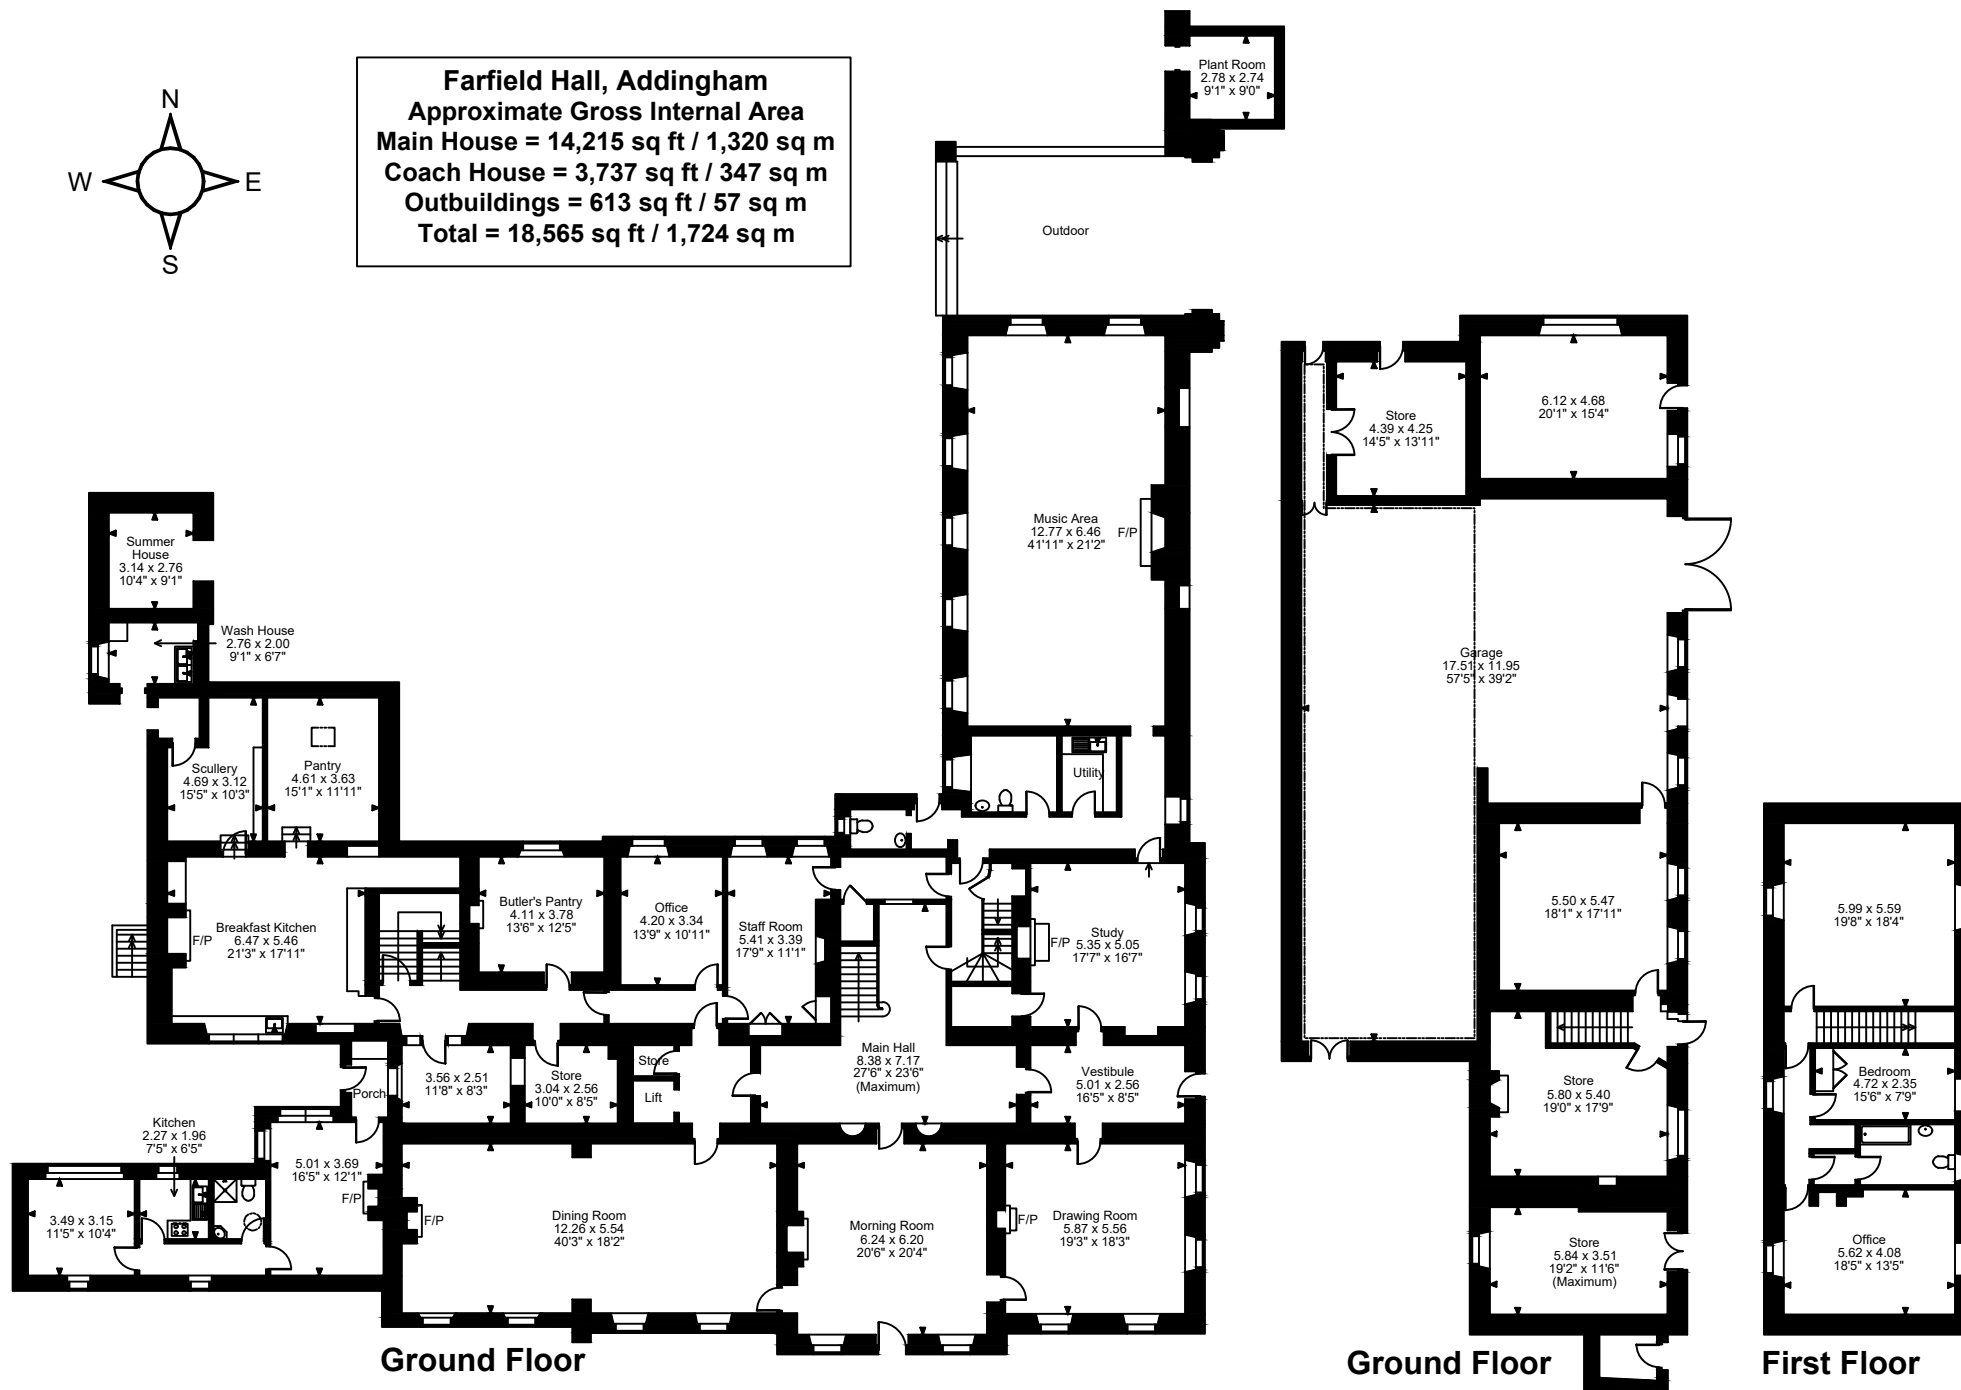 Farfield Hall, Addingham
Approximate Gross Internal Area
Main House = 14,215 sq ft / 1,320 sq m
Coach House = 3,737 sq ft / 347 sq m
Outbuildings = 613 sq ft / 57 sq m
Total = 18,565 sq ft / 1,724 sq m
N
W
E
S
Plant Room
2.78 x 2.74
9'1" x 9'0"
Outdoor
Music Area
12.77 x 6.46
41'11" x 21'2"
F/P
Summer
House
3.14 x 2.76
10'4" x 9'1"
Wash House
2.76 x 2.00
9'1" x 6'7"
Scullery
4.69 x 3.12
15'5" x 10'3"
Pantry
4.61 x 3.63
15'1" x 11'11"
Utility
Breakfast Kitchen
6.47 x 5.46
21'3" x 17'11"
F/P
Butler's Pantry
4.11 x 3.78
13'6" x 12'5"
Office
4.20 x 3.34
13'9" x 10'11"
Staff Room
5.41 x 3.39
17'9" x 11'1"
Study
5.35 x 5.05
17'7" x 16'7"
F/P
Main Hall
8.38 x 7.17
27'6" x 23'6"
(Maximum)
Vestibule
5.01 x 2.56
16'5" x 8'5"
Porch
3.56 x 2.51
11'8" x 8'3"
Store
3.04 x 2.56
10'0" x 8'5"
Store
Lift
Kitchen
2.27 x 1.96
7'5" x 6'5"
5.01 x 3.69
16'5" x 12'1"
F/P
3.49 x 3.15
11'5" x 10'4"
F/P
Dining Room
12.26 x 5.54
40'3" x 18'2"
Morning Room
6.24 x 6.20
20'6" x 20'4"
F/P
Drawing Room
5.87 x 5.56
19'3" x 18'3"
Ground Floor
Store
4.39 x 4.25
14'5" x 13'11"
6.12 x 4.68
20'1" x 15'4"
Garage
17.51 x 11.95
57'5" x 39'2"
5.50 x 5.47
18'1" x 17'11"
Store
5.80 x 5.40
19'0" x 17'9"
Store
5.84 x 3.51
19'2" x 11'6"
(Maximum)
Ground Floor
5.99 x 5.59
19'8" x 18'4"
Bedroom
4.72 x 2.35
15'6" x 7'9"
Office
5.62 x 4.08
18'5" x 13'5"
First Floor